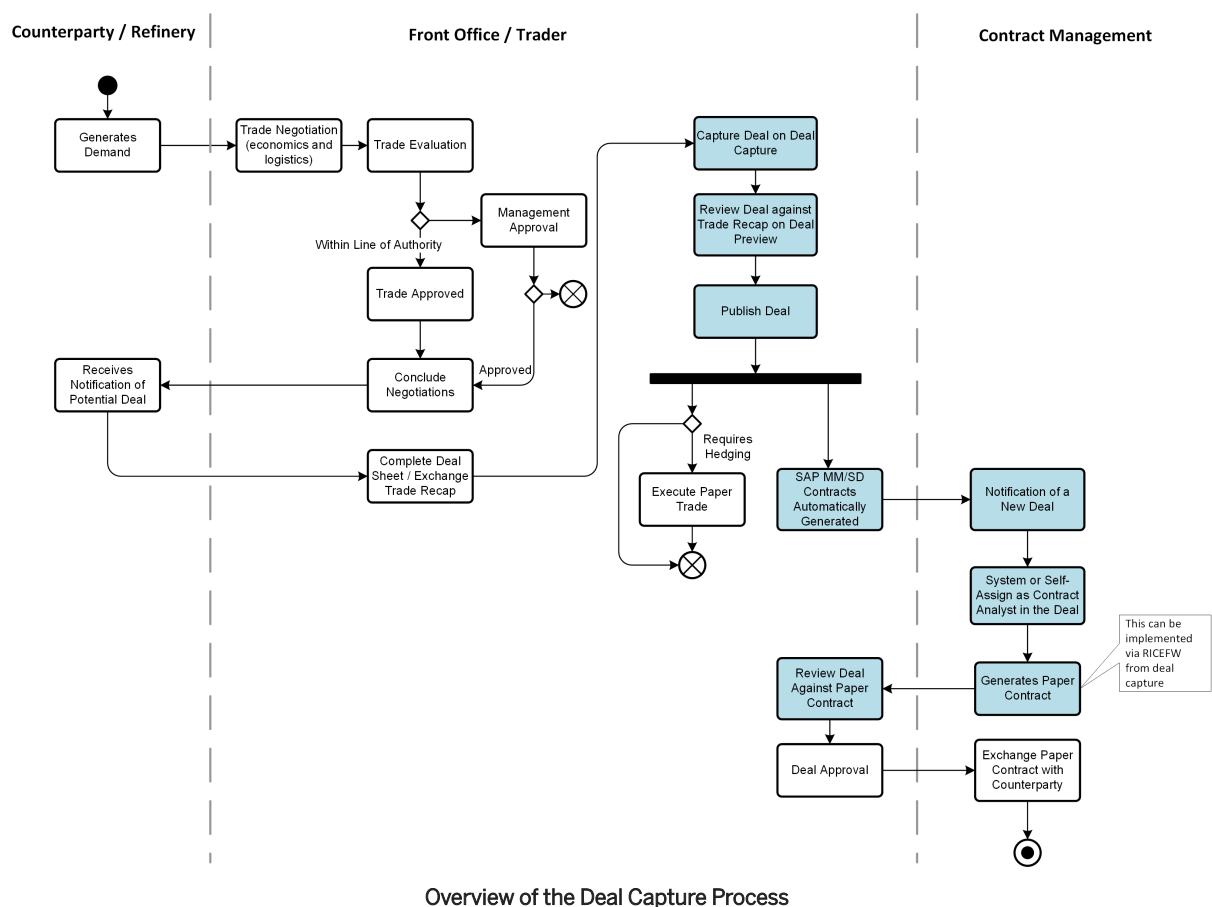 Counterparty / Refinery
Front Office / Trader
Contract Management
Generates
Demand
Trade Negotiation
(economics and
logistics)
Trade Evaluation
Management
Approval
Within Line of Authority
Trade Approved
Approved
Conclude
Negotiations
Receives
Notification of
Potential Deal
Complete Deal
Sheet / Exchange
Trade Recap
Capture Deal on Deal
Capture
Review Deal against
Trade Recap on Deal
Preview
Publish Deal
Requires
Hedging
Execute Paper
Trade
SAP MM/SD
Contracts
Automatically
Generated
Notification of a
New Deal
System or Self-
Assign as Contract
Analyst in the Deal
This can be
implemented
via RICEFW
from deal
capture
Generates Paper
Contract
Review Deal
Against Paper
Contract
Deal Approval
Exchange Paper
Contract with
Counterparty
Overview of the Deal Capture Process